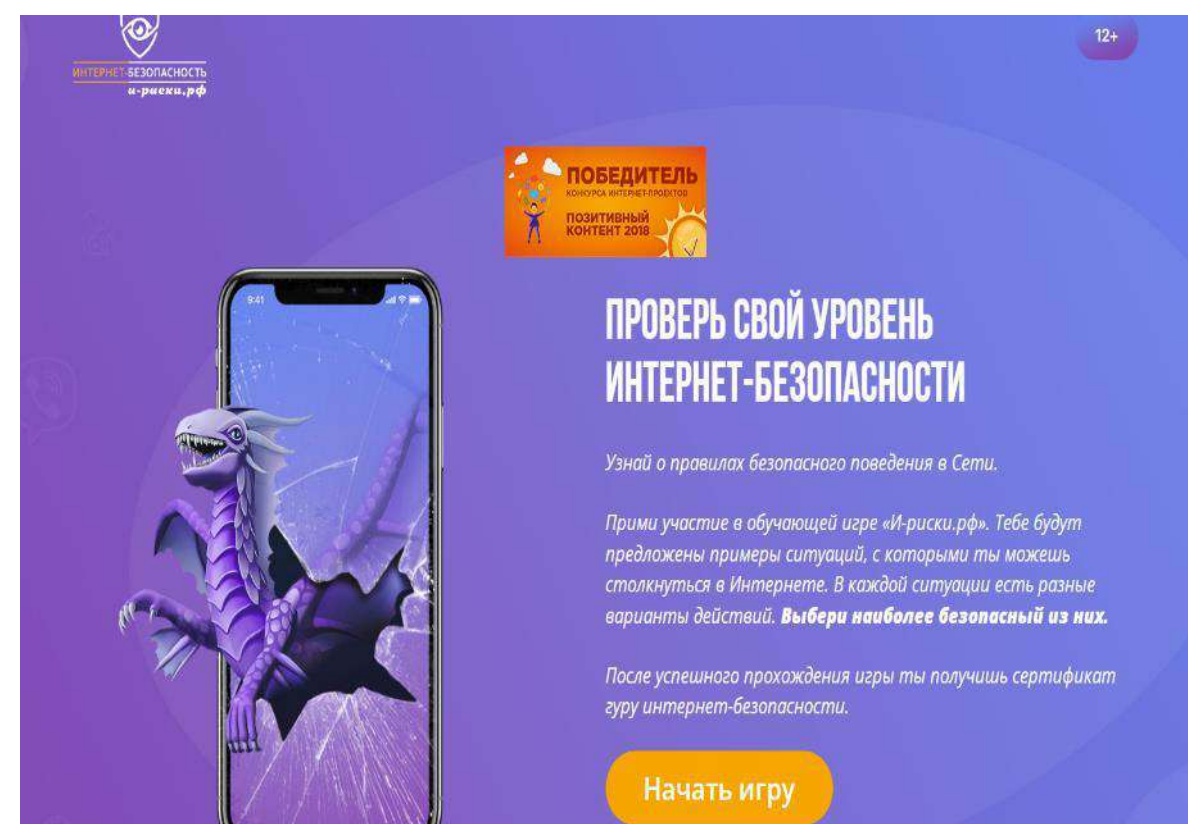 ИНТЕРНЕТ-БЕЗОПАСНОСТЬ
и-риски.рф
12+
ПОБЕДИТЕЛЬ
КОНКУРСА ИНТЕРНЕТ-ПРОЕКТОВ
ПОЗИТИВНЫЙ
КОНТЕНТ 2018
9:41
ПРОВЕРЬ СВОЙ УРОВЕНЬ
ИНТЕРНЕТ-БЕЗОПАСНОСТИ
Узнай о правилах безопасного поведения в Сети.
Прими участие в обучающей игре «И-риски.рф». Тебе будут
предложены примеры ситуаций, с которыми ты можешь
столкнуться в Интернете. В каждой ситуации есть разные
варианты действий. Выбери наиболее безопасный из них.
После успешного прохождения игры ты получишь сертификат
гуру интернет-безопасности.
Начать игру